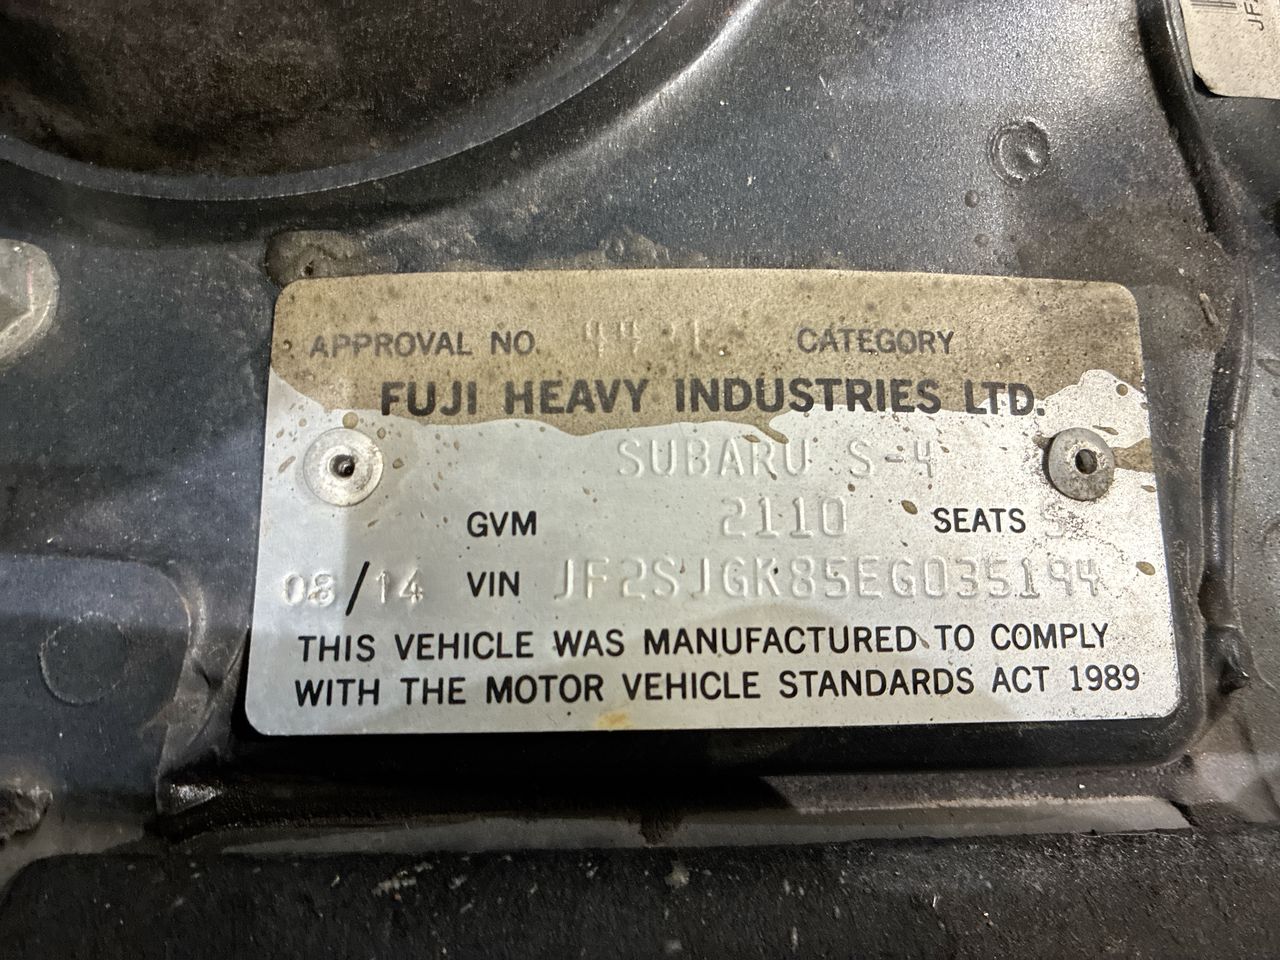 APPROVAL NO. CATEGORY
FUJI HEAVY INDUSTRIES LTD.
SUBARU S-4
GVM 2110 SEATS 5
08/14 VIN JF2SJGK85EG035194
THIS VEHICLE WAS MANUFACTURED TO COMPLY
WITH THE MOTOR VEHICLE STANDARDS ACT 1989